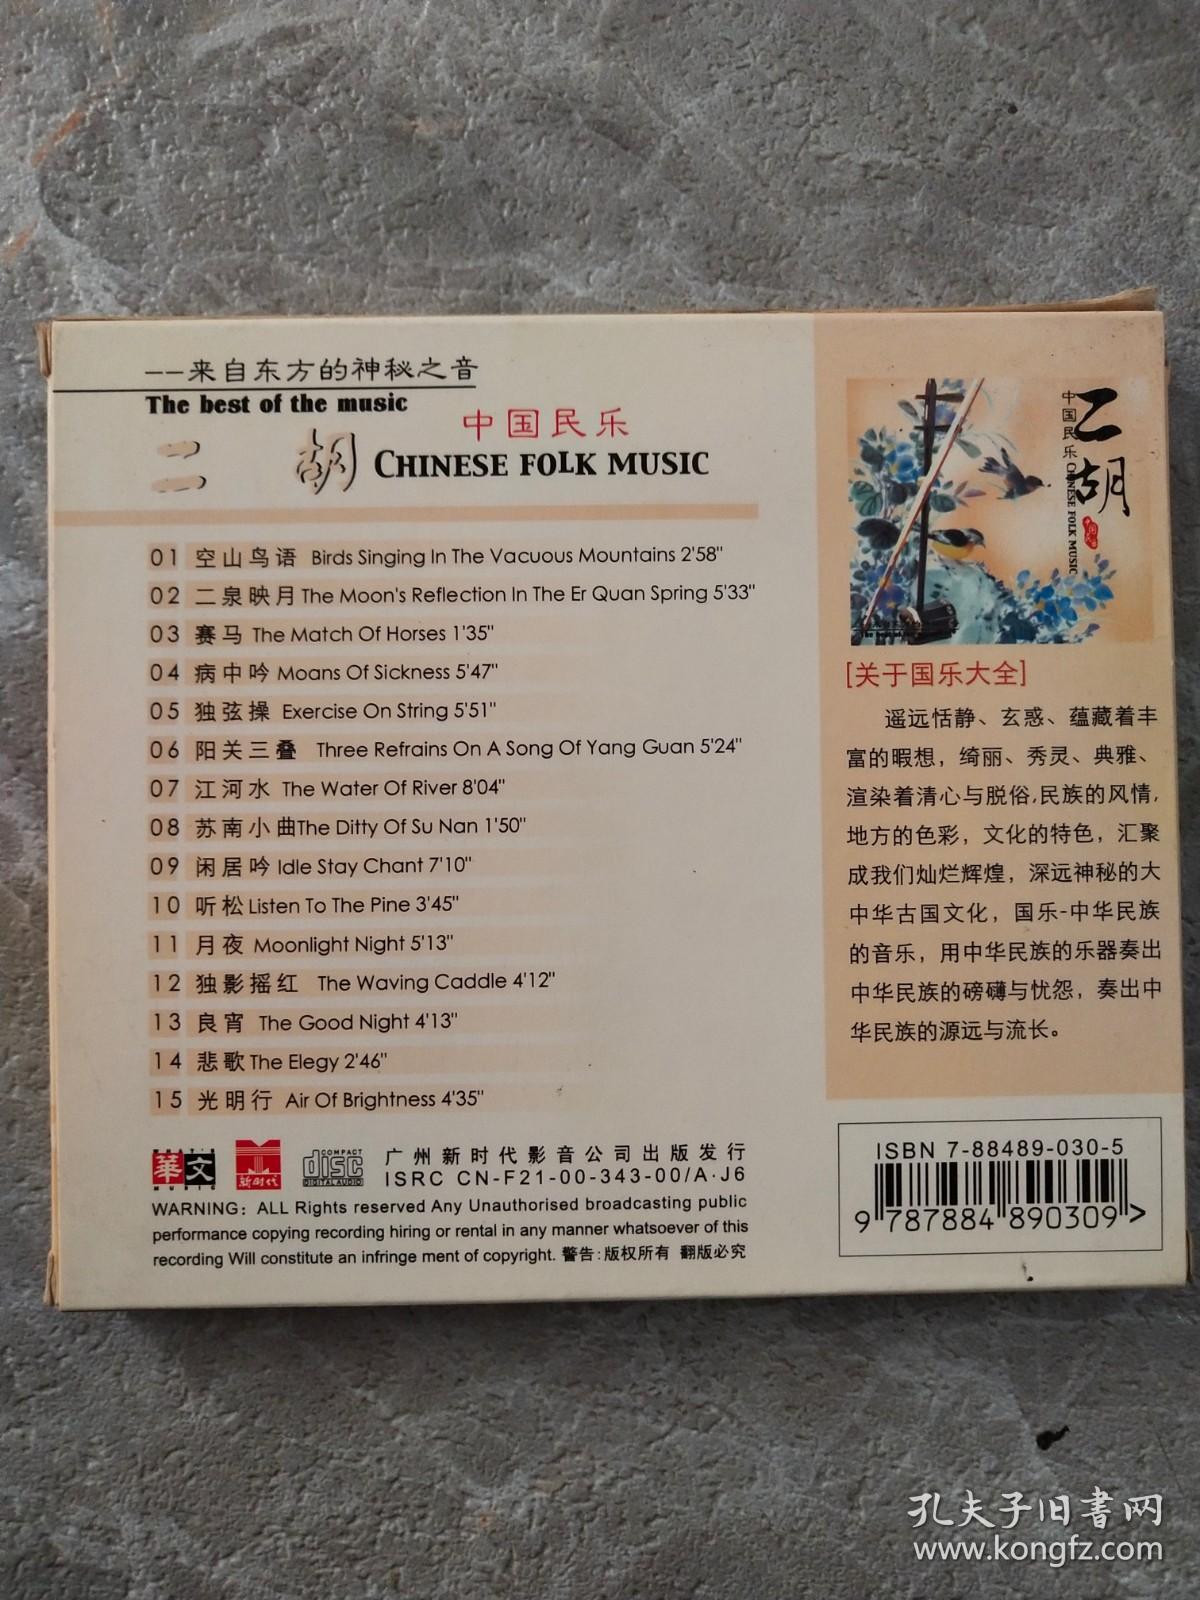 --来自东方的神秘之音
The best of the music
中国民乐
二胡 CHINESE FOLK MUSIC
01 空山鸟语 Birds Singing In The Vacuous Mountains 2'58"
02 二泉映月 The Moon's Reflection In The Er Quan Spring 5'33"
03 赛马 The Match Of Horses 1'35"
04 病中吟 Moans Of Sickness 5'47"
05 独弦操 Exercise On String 5'51"
06 阳关三叠 Three Refrains On A Song Of Yang Guan 5'24"
07 江河水 The Water Of River 8'04"
08 苏南小曲 The Ditty Of Su Nan 1'50"
09 闲居吟 Idle Stay Chant 7'10"
10 听松 Listen To The Pine 3'45"
11 月夜 Moonlight Night 5'13"
12 独影摇红 The Waving Caddle 4'12"
13 良宵 The Good Night 4'13"
14 悲歌 The Elegy 2'46"
15 光明行 Air Of Brightness 4'35"
華文
MUSIC
新时代
COMPACT
disc
DIGITAL AUDIO
广州新时代影音公司出版发行
ISRC CN-F21-00-343-00/A·J6
WARNING: ALL Rights reserved Any Unauthorised broadcasting public
performance copying recording hiring or rental in any manner whatsoever of this
recording Will constitute an infringe ment of copyright. 警告:版权所有 翻版必究
二胡
中国民乐 CHINESE FOLK MUSIC
[关于国乐大全]
遥远恬静、玄惑、蕴藏着丰
富的暇想，绮丽、秀灵、典雅、
渲染着清心与脱俗,民族的风情,
地方的色彩，文化的特色，汇聚
成我们灿烂辉煌，深远神秘的大
中华古国文化，国乐-中华民族
的音乐，用中华民族的乐器奏出
中华民族的磅礴与忧怨，奏出中
华民族的源远与流长。
ISBN 7-88489-030-5
9 787884 890309 >
孔夫子旧书网
www.kongfz.com